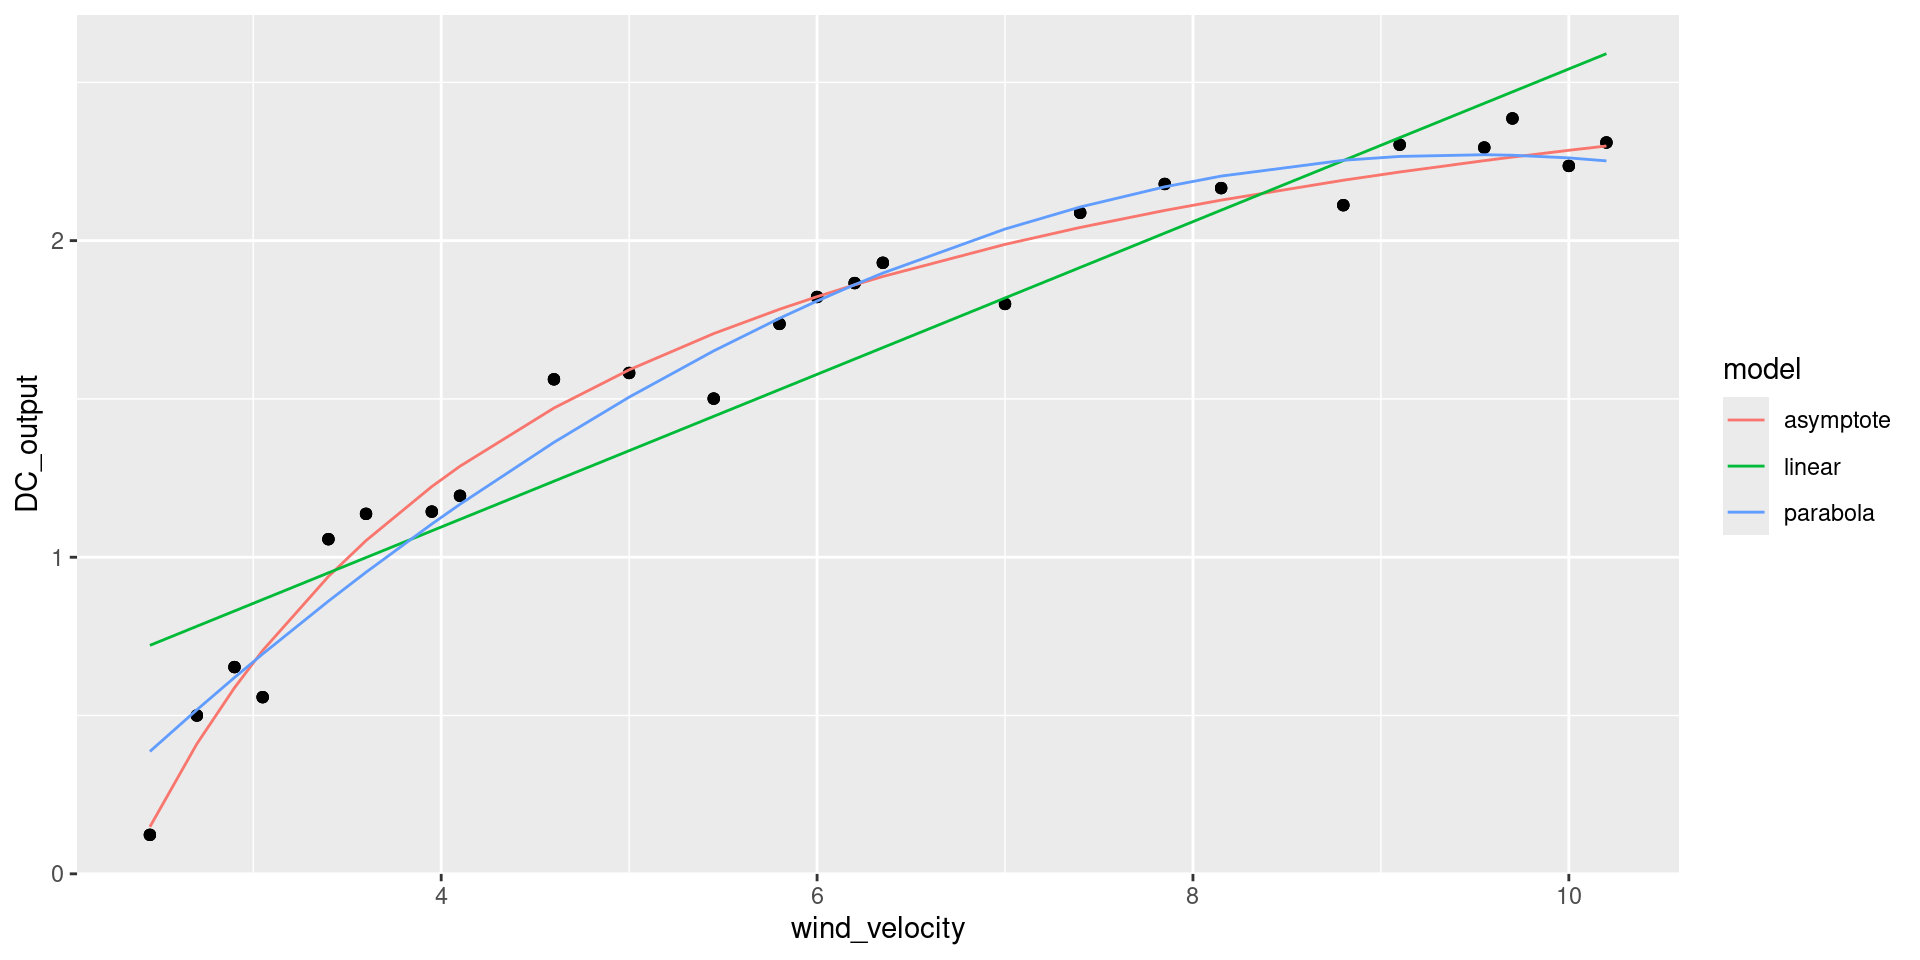 DC_output
2
1
0
4
6
8
10
wind_velocity
model
asymptote
linear
parabola